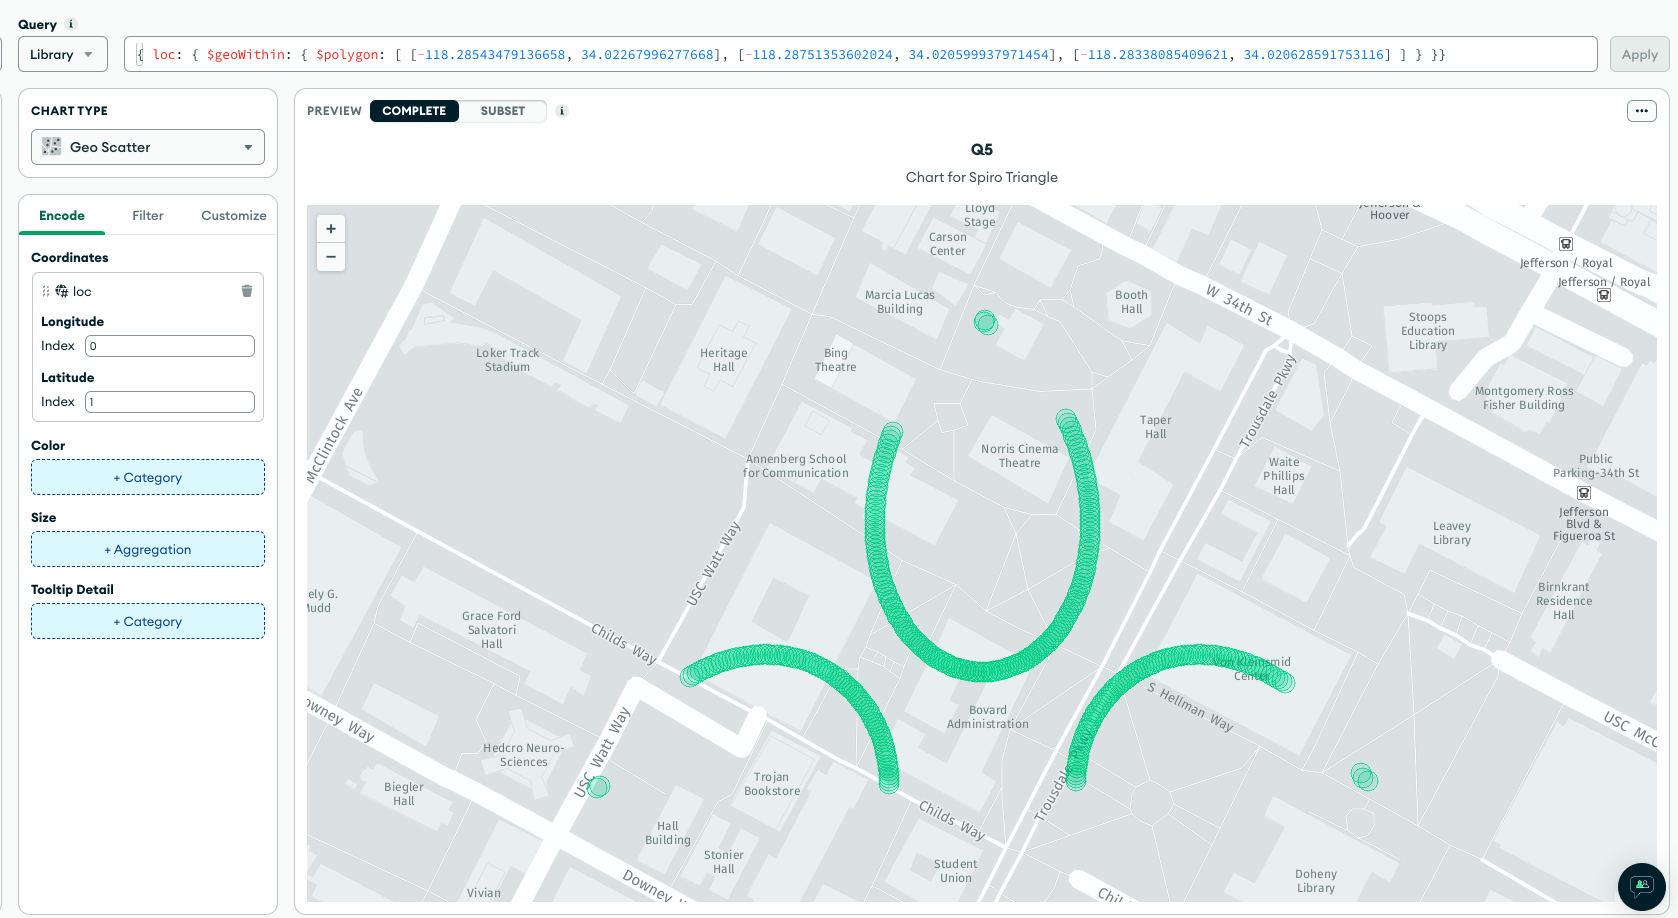 Query i
Library
{ loc: { $geoWithin: { $polygon: [ [-118.28543479136658, 34.02267996277668], [-118.28751353602024, 34.020599937971454], [-118.28338085409621, 34.020628591753116] ] } }}
Apply
CHART TYPE
Geo Scatter
Encode Filter Customize
Coordinates
loc
Longitude
Index 0
Latitude
Index 1
Color
+ Category
Size
+ Aggregation
Tooltip Detail
+ Category
PREVIEW COMPLETE SUBSET i
Q5
Chart for Spiro Triangle
+
−
Lloyd
Stage
Carson
Center
Jefferson &
Hoover
Jefferson / Royal
Jefferson / Royal
Marcia Lucas
Building
Booth
Hall
W 34th St
Stoops
Education
Library
Loker Track
Stadium
Heritage
Hall
Bing
Theatre
McClintock Ave
Trousdale Pkwy
Montgomery Ross
Fisher Building
Taper
Hall
Annenberg School
for Communication
Norris Cinema
Theatre
Waite
Phillips
Hall
Public
Parking-34th St
Jefferson
Blvd &
Figueroa St
Leavey
Library
USC Watt Way
ely G.
Mudd
Birnkrant
Residence
Hall
Grace Ford
Salvatori
Hall
Childs Way
Von Kleinsmid
Center
S Hellman Way
Bovard
Administration
USC McC
owney Way
Hedcro Neuro-
Sciences
USC Watt Way
Trousdale Pkwy
Biegler
Hall
Trojan
Bookstore
Childs Way
Hall
Building
Stonier
Hall
Student
Union
Doheny
Library
Vivian
Downey W
Chil